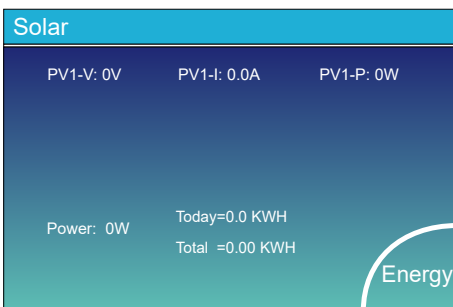 Solar
PV1-V: 0V PV1-I: 0.0A PV1-P: 0W
Today=0.0 KWH
Power: 0W
Total =0.00 KWH
Energy